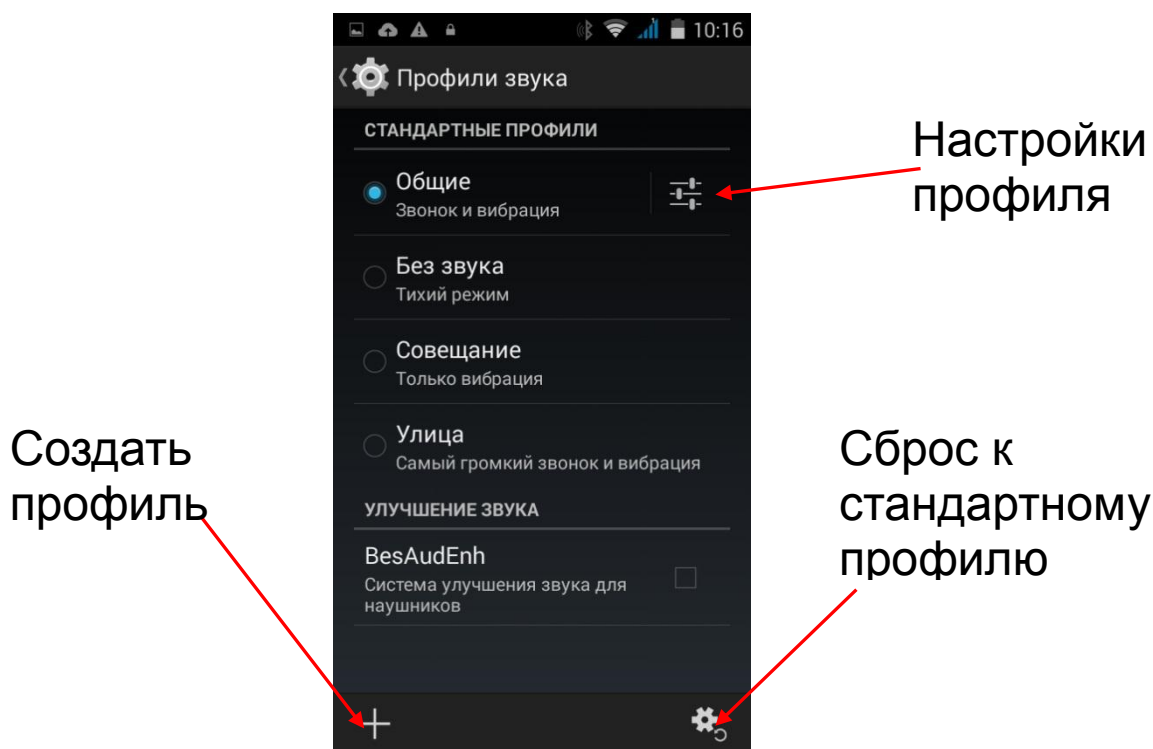 10:16
Профили звука
СТАНДАРТНЫЕ ПРОФИЛИ
Общие
Звонок и вибрация
Без звука
Тихий режим
Совещание
Только вибрация
Улица
Самый громкий звонок и вибрация
УЛУЧШЕНИЕ ЗВУКА
BesAudEnh
Система улучшения звука для
наушников
Настройки
профиля
Создать
профиль
Сброс к
стандартному
профилю